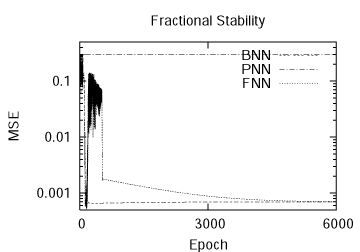 Fractional Stability
BNN
PNN
FNN
0.1
0.01
0.001
MSE
0
3000
6000
Epoch